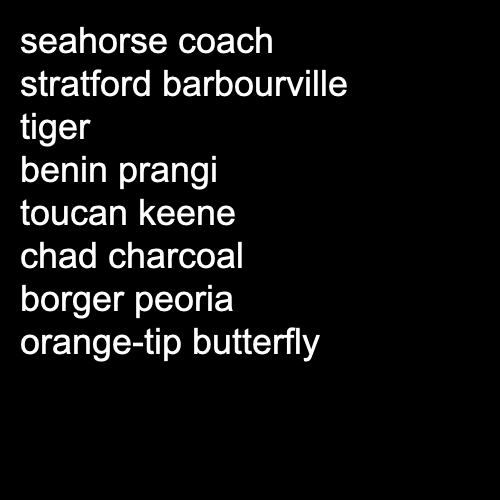 seahorse coach
stratford barbourville
tiger
benin prangi
toucan keene
chad charcoal
borger peoria
orange-tip butterfly